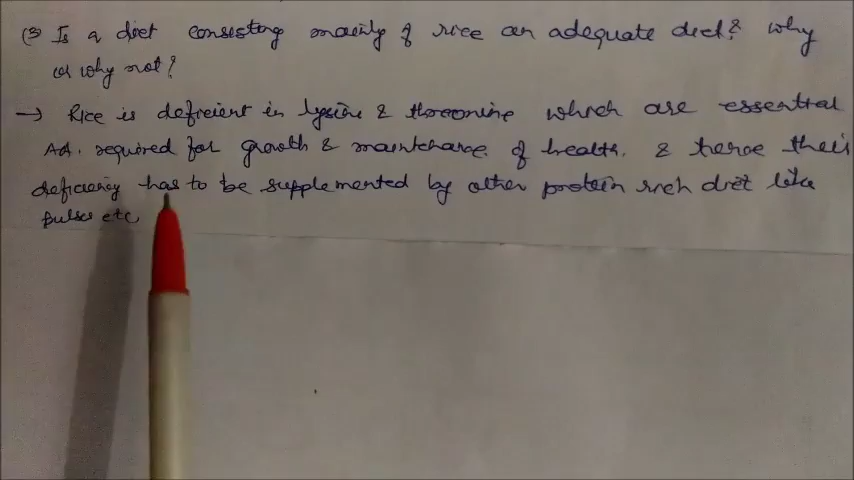 (3 Is a diet consisting mainly of rice an adequate diet? Why
or why not?
→ Rice is deficient in lysine & threonine which are essential
AA. required for growth & maintenance of health. & hence their
deficiency has to be supplemented by other protein rich diet like
pulses etc